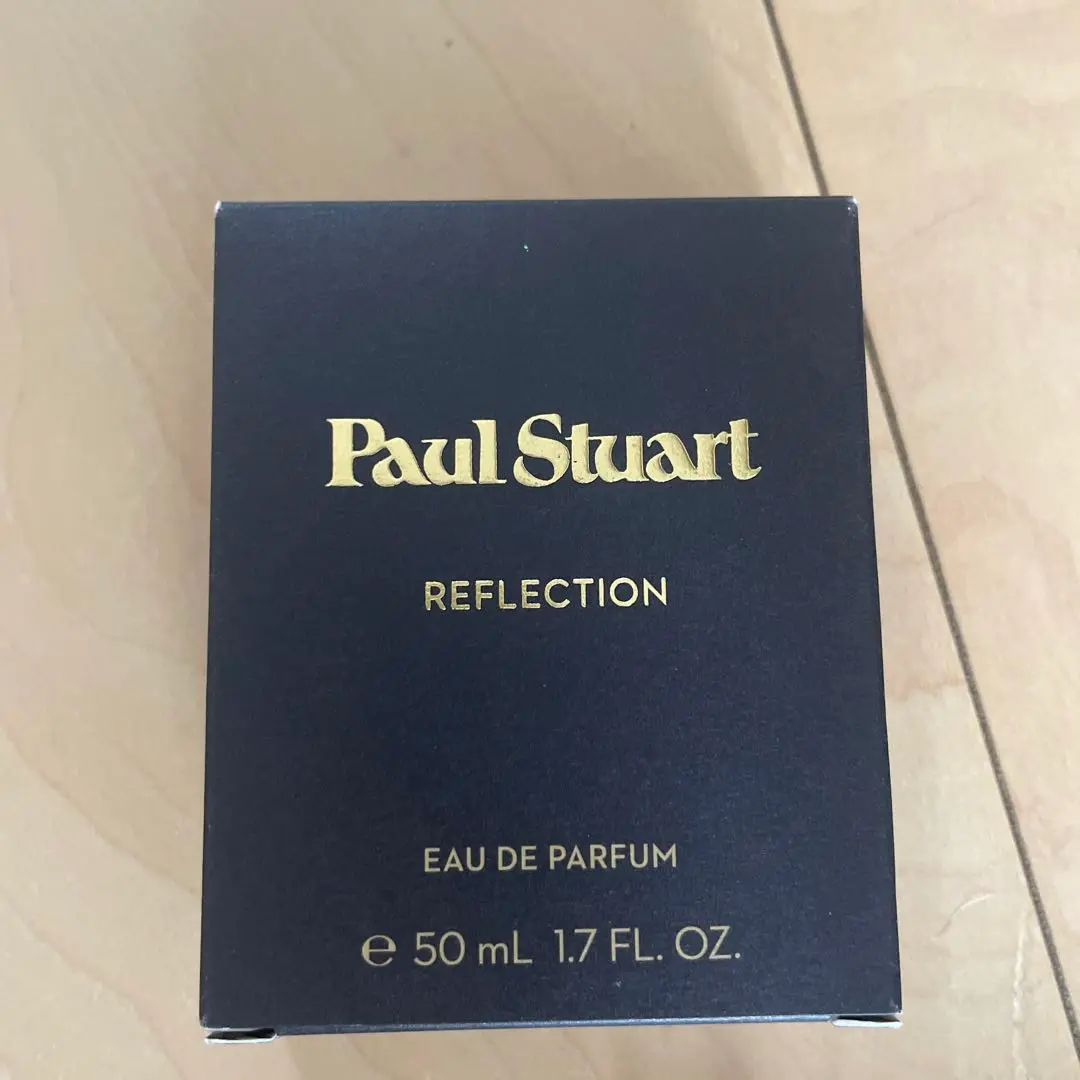 Paul Stuart
REFLECTION
EAU DE PARFUM
℮ 50 mL 1.7 FL. OZ.